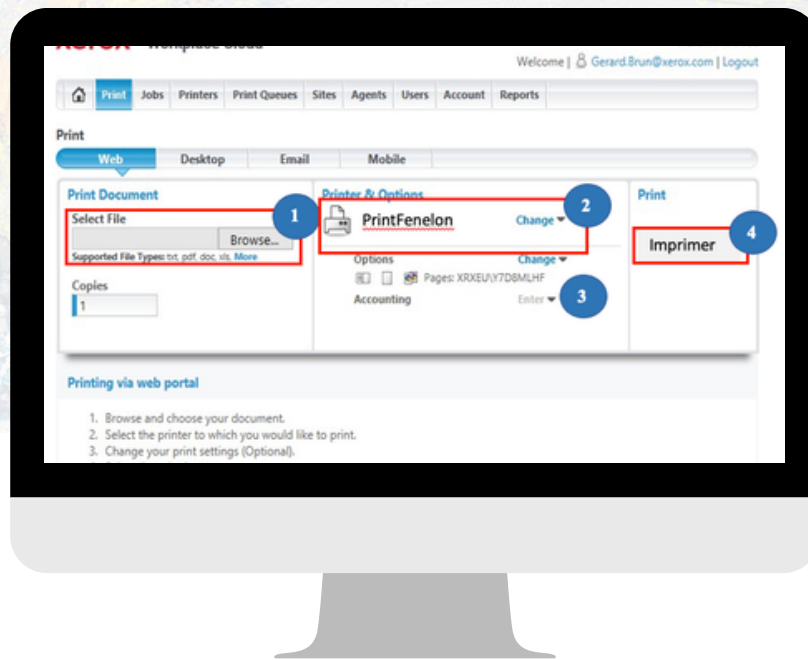 XEROX Workplace Cloud
Welcome | Gerard.Brun@xerox.com | Logout
Print Jobs Printers Print Queues Sites Agents Users Account Reports
Print
Web Desktop Email Mobile
Print Document
Select File
Browse...
Supported File Types: txt, pdf, doc, xls. More
Copies
1
1
Printer & Options
PrintFenelon Change
2
Options Change
Pages: XRXEU\Y7D8MLHF
Accounting Enter
3
Print
Imprimer
4
Printing via web portal
1. Browse and choose your document.
2. Select the printer to which you would like to print.
3. Change your print settings (Optional).